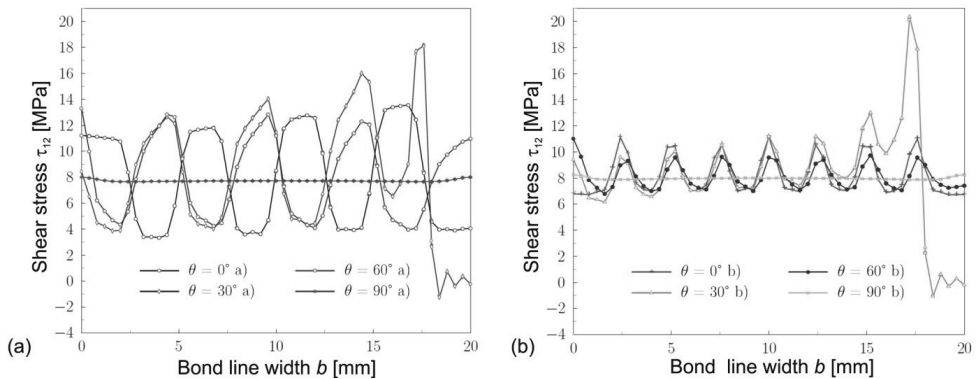 Shear stress τ₁₂ [MPa]
20
18
16
14
12
10
8
6
4
2
0
−2
−4
θ = 0° a)
θ = 60° a)
θ = 30° a)
θ = 90° a)
0
5
10
15
20
Bond line width b [mm]
(a)
Shear stress τ₁₂ [MPa]
20
18
16
14
12
10
8
6
4
2
0
−2
−4
θ = 0° b)
θ = 60° b)
θ = 30° b)
θ = 90° b)
0
5
10
15
20
Bond line width b [mm]
(b)